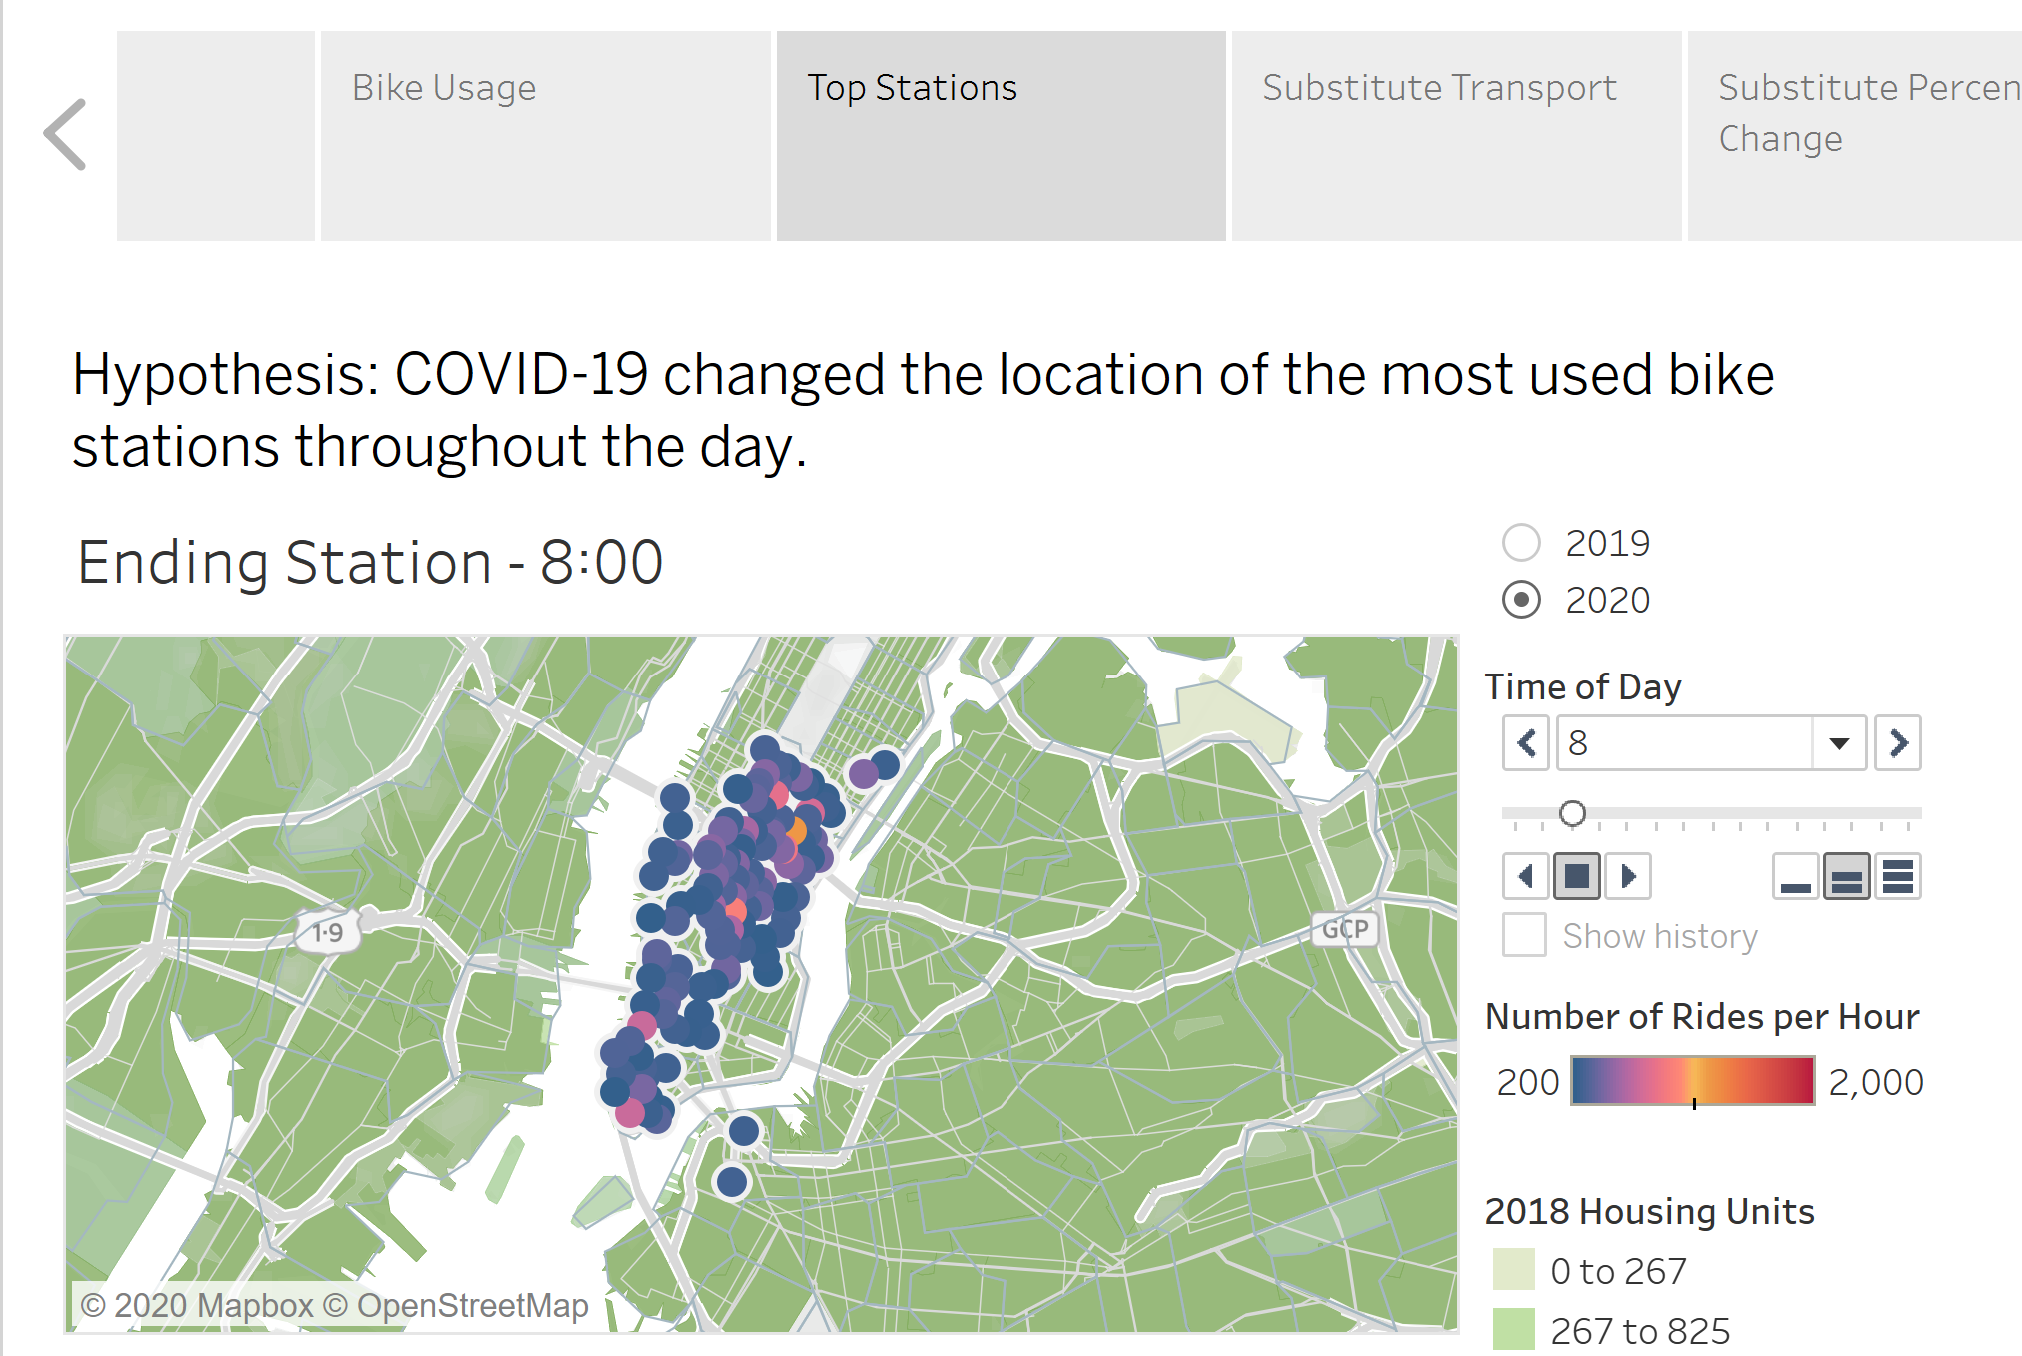 Bike Usage
Top Stations
Substitute Transport
Substitute Percen
Change
Hypothesis: COVID-19 changed the location of the most used bike
stations throughout the day.
Ending Station - 8:00
2019
2020
Time of Day
8
Show history
Number of Rides per Hour
200
2,000
2018 Housing Units
0 to 267
267 to 825
1·9
GCP
© 2020 Mapbox © OpenStreetMap